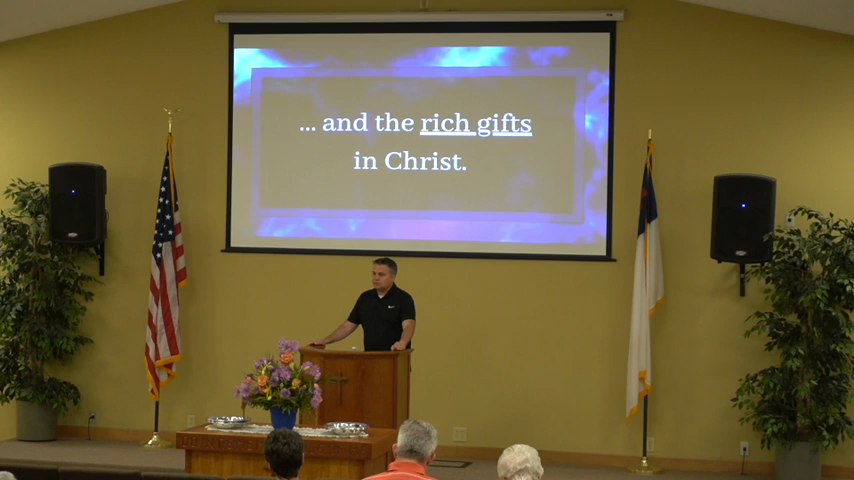 ... and the rich gifts
in Christ.